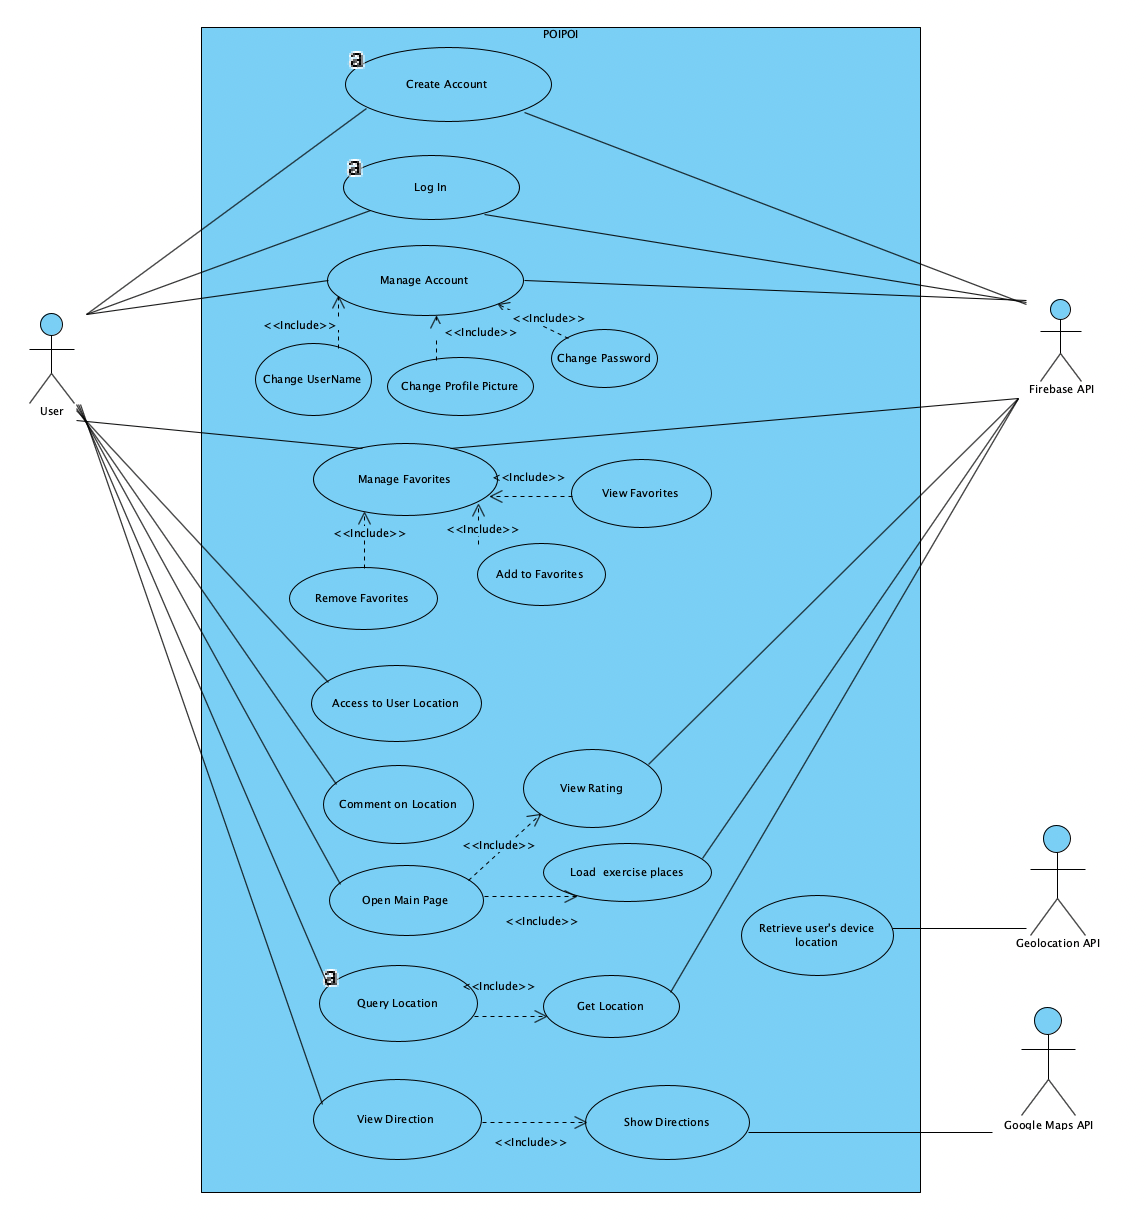 POIPOI
a
Create Account
a
Log In
Manage Account
<<Include>>
<<Include>>
<<Include>>
Change UserName
Change Profile Picture
Change Password
User
Firebase API
Manage Favorites
<<Include>>
View Favorites
<<Include>>
<<Include>>
Add to Favorites
Remove Favorites
Access to User Location
View Rating
Comment on Location
<<Include>>
Load exercise places
Open Main Page
<<Include>>
Retrieve user's device
location
Geolocation API
a
Query Location
<<Include>>
Get Location
View Direction
<<Include>>
Show Directions
Google Maps API